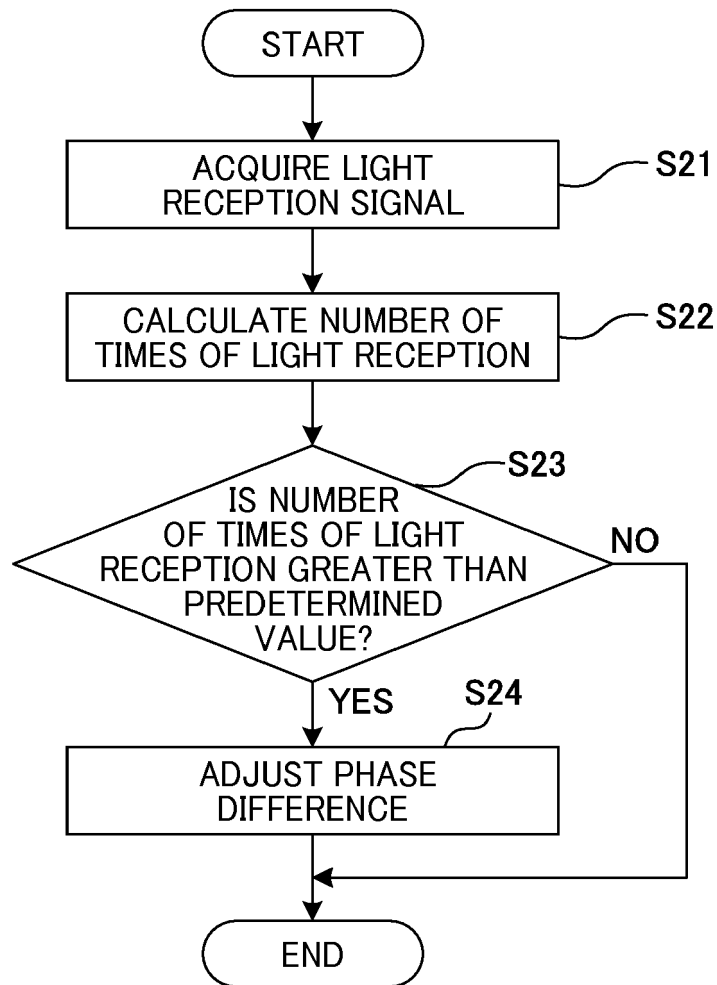 START
ACQUIRE LIGHT
RECEPTION SIGNAL
S21
CALCULATE NUMBER OF
TIMES OF LIGHT RECEPTION
S22
S23
IS NUMBER
OF TIMES OF LIGHT
RECEPTION GREATER THAN
PREDETERMINED
VALUE?
NO
YES
S24
ADJUST PHASE
DIFFERENCE
END